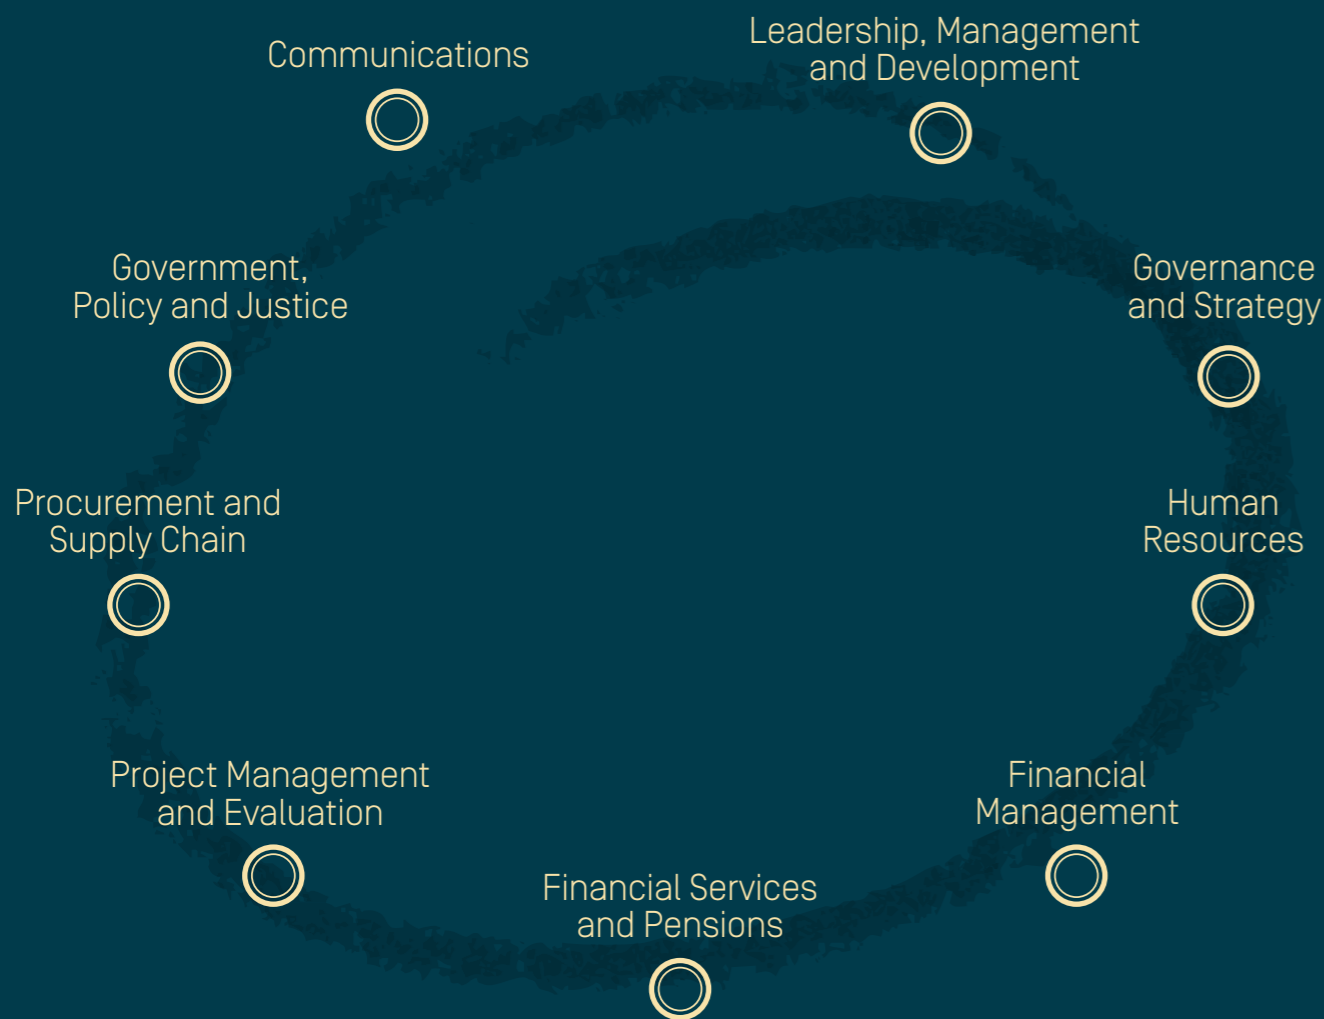 Communications
Leadership, Management
and Development
Government,
Policy and Justice
Governance
and Strategy
Procurement and
Supply Chain
Human
Resources
Project Management
and Evaluation
Financial
Management
Financial Services
and Pensions